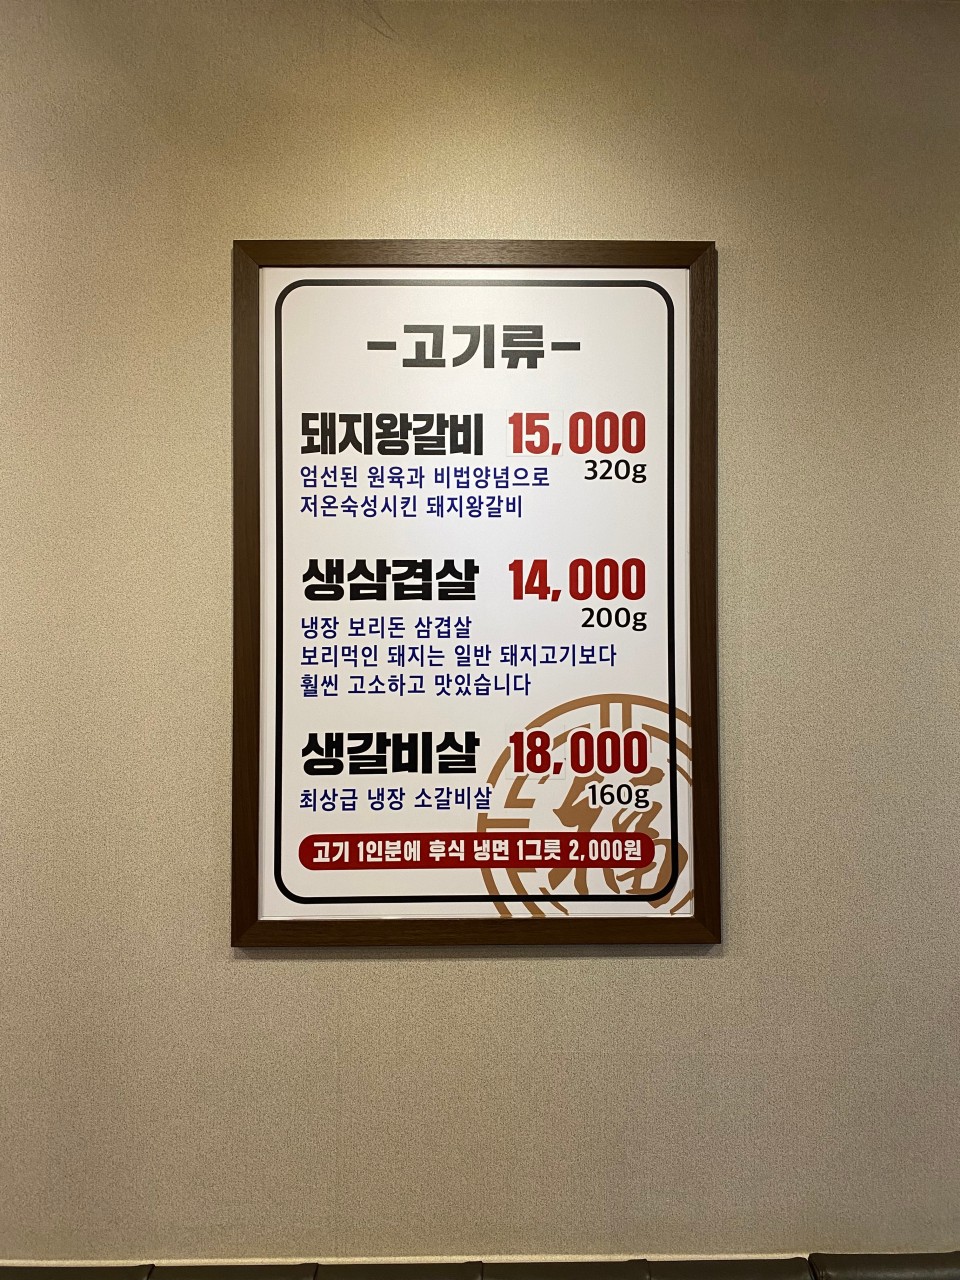 -고기류-
돼지왕갈비 15,000
320g
엄선된 원육과 비법양념으로
저온숙성시킨 돼지왕갈비
생삼겹살 14,000
200g
냉장 보리돈 삼겹살
보리먹인 돼지는 일반 돼지고기보다
훨씬 고소하고 맛있습니다
생갈비살 18,000
최상급 냉장 소갈비살 160g
福
고기 1인분에 후식 냉면 1그릇 2,000원